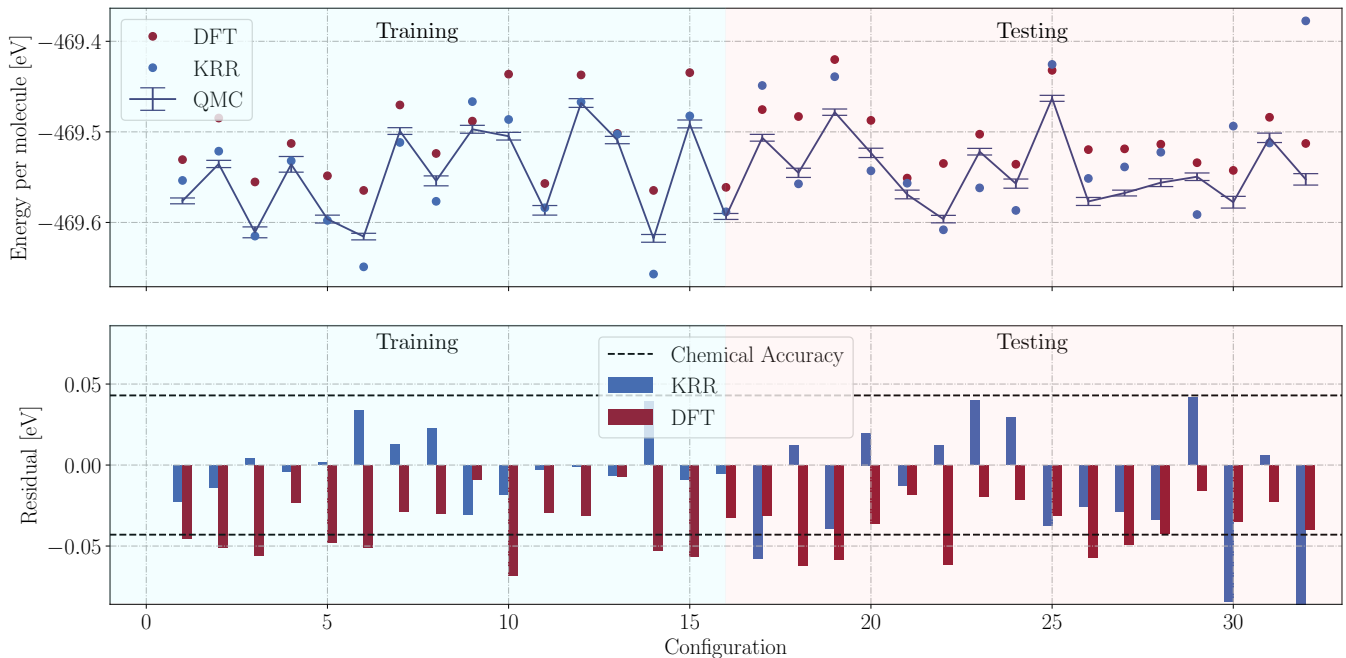 Training
Testing
DFT
KRR
QMC
Energy per molecule [eV]
−469.4
−469.5
−469.6
Training
Testing
Chemical Accuracy
KRR
DFT
Residual [eV]
0.05
0.00
−0.05
0
5
10
15
20
25
30
Configuration